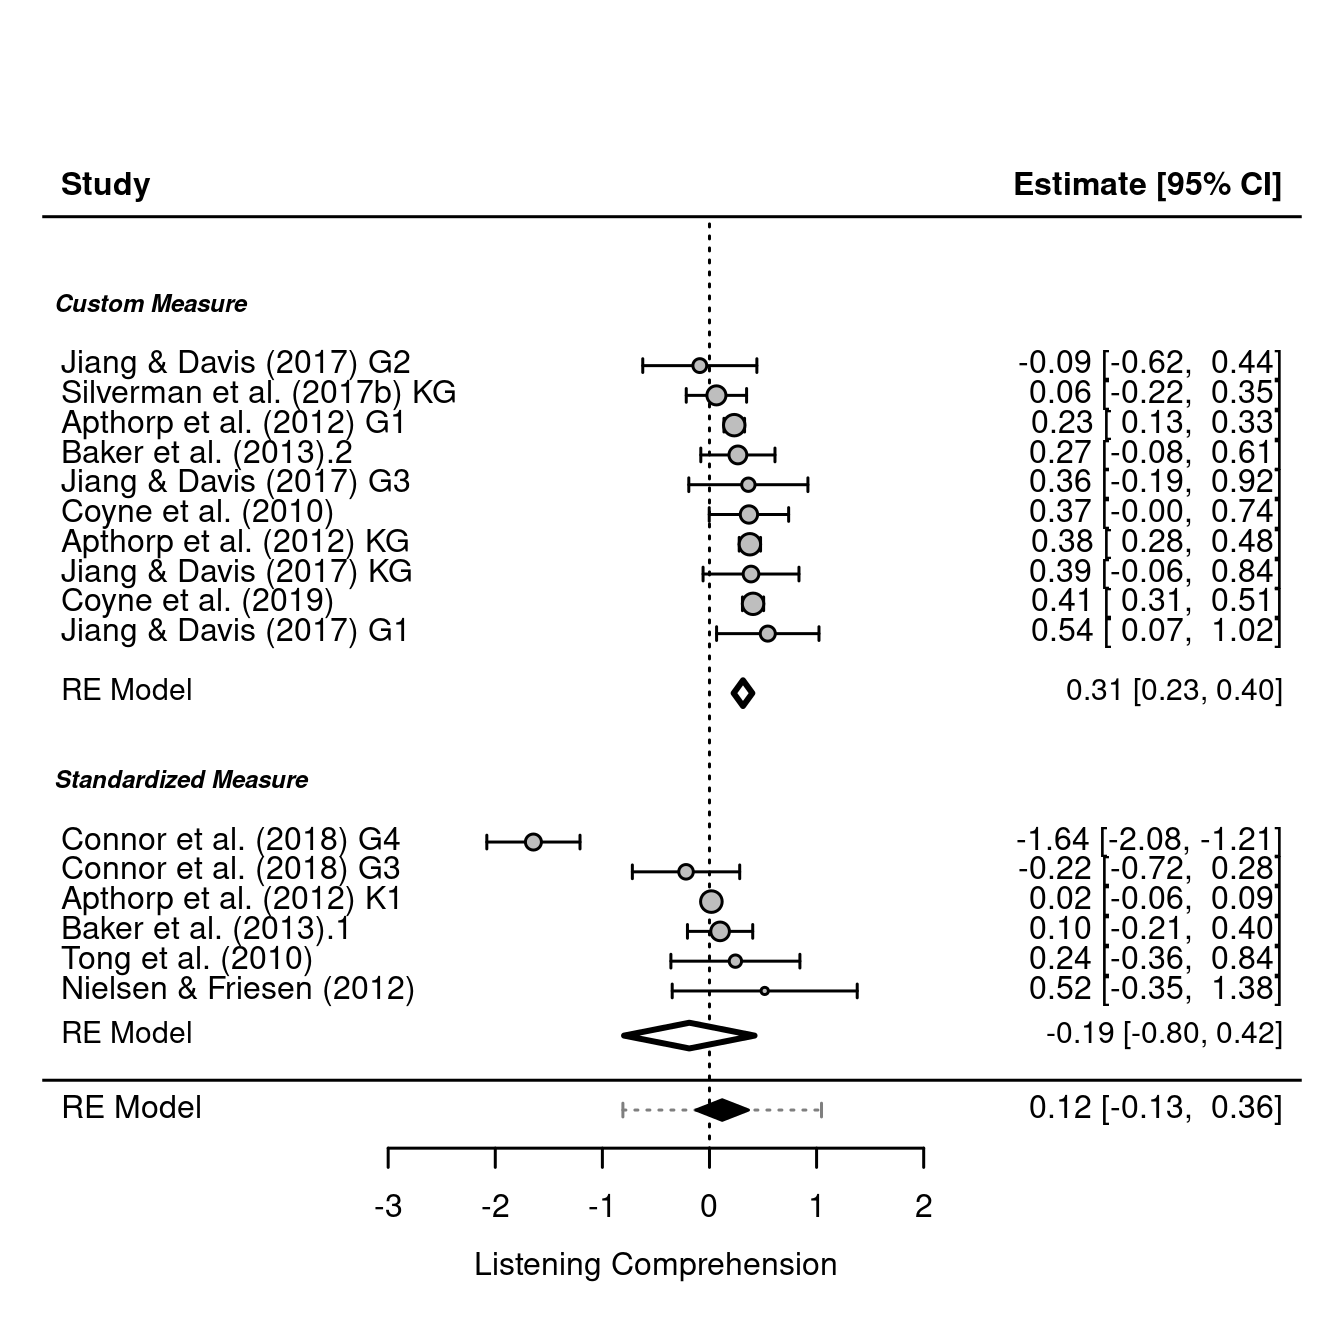 Study Estimate [95% CI]
Custom Measure
Jiang & Davis (2017) G2 -0.09 [-0.62, 0.44]
Silverman et al. (2017b) KG 0.06 [-0.22, 0.35]
Apthorp et al. (2012) G1 0.23 [ 0.13, 0.33]
Baker et al. (2013).2 0.27 [-0.08, 0.61]
Jiang & Davis (2017) G3 0.36 [-0.19, 0.92]
Coyne et al. (2010) 0.37 [-0.00, 0.74]
Apthorp et al. (2012) KG 0.38 [ 0.28, 0.48]
Jiang & Davis (2017) KG 0.39 [-0.06, 0.84]
Coyne et al. (2019) 0.41 [ 0.31, 0.51]
Jiang & Davis (2017) G1 0.54 [ 0.07, 1.02]
RE Model 0.31 [0.23, 0.40]
Standardized Measure
Connor et al. (2018) G4 -1.64 [-2.08, -1.21]
Connor et al. (2018) G3 -0.22 [-0.72, 0.28]
Apthorp et al. (2012) K1 0.02 [-0.06, 0.09]
Baker et al. (2013).1 0.10 [-0.21, 0.40]
Tong et al. (2010) 0.24 [-0.36, 0.84]
Nielsen & Friesen (2012) 0.52 [-0.35, 1.38]
RE Model -0.19 [-0.80, 0.42]
RE Model 0.12 [-0.13, 0.36]
-3 -2 -1 0 1 2
Listening Comprehension